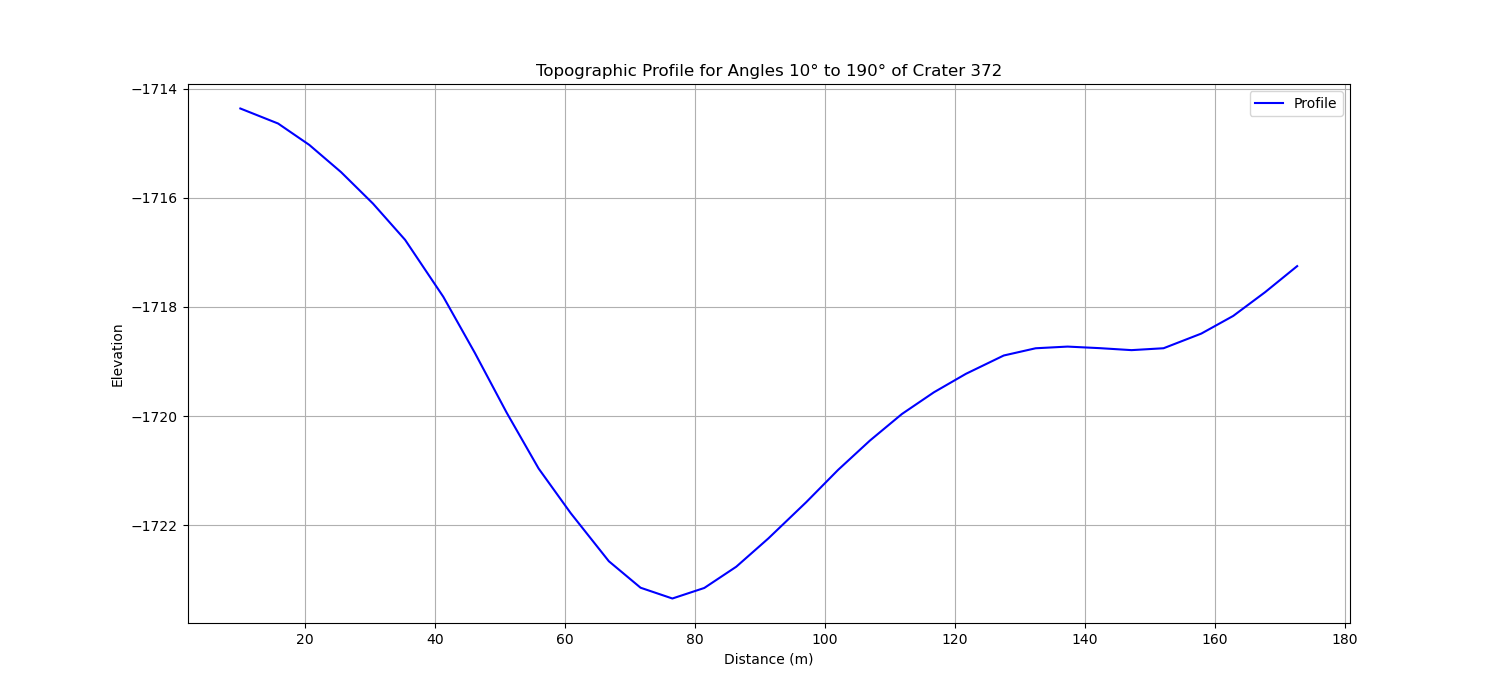 Topographic Profile for Angles 10° to 190° of Crater 372
Profile
−1714
−1716
−1718
−1720
−1722
Elevation
20 40 60 80 100 120 140 160 180
Distance (m)